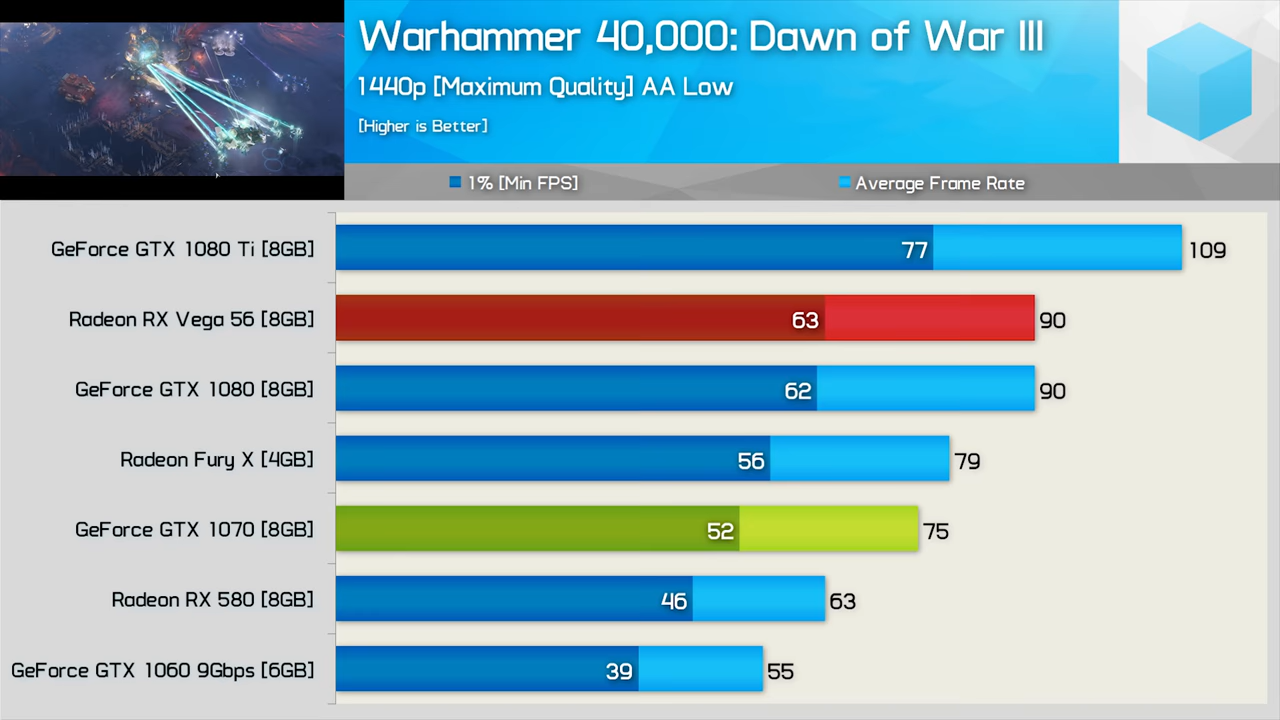 Warhammer 40,000: Dawn of War III
1440p [Maximum Quality] AA Low
[Higher is Better]
1% [Min FPS] Average Frame Rate
GeForce GTX 1080 Ti [8GB] 77 109
Radeon RX Vega 56 [8GB] 63 90
GeForce GTX 1080 [8GB] 62 90
Radeon Fury X [4GB] 56 79
GeForce GTX 1070 [8GB] 52 75
Radeon RX 580 [8GB] 46 63
GeForce GTX 1060 9Gbps [6GB] 39 55